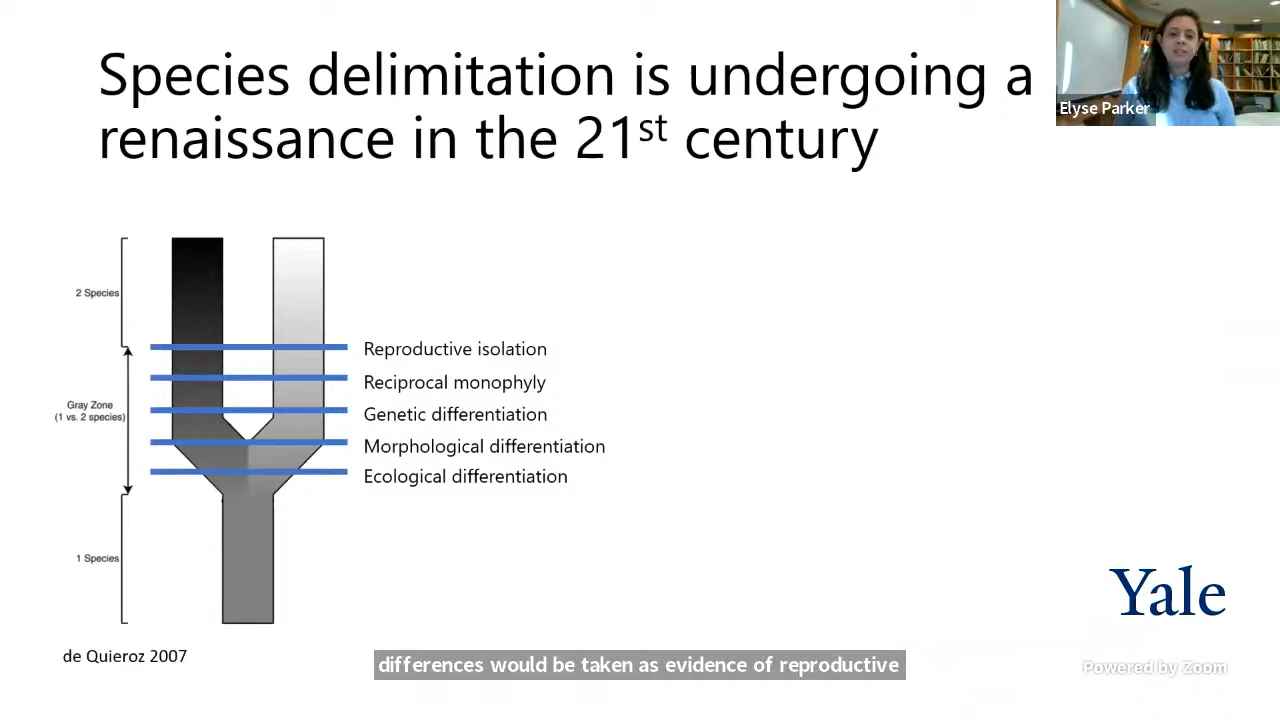 Species delimitation is undergoing a
renaissance in the 21st century
Elyse Parker
2 Species
Reproductive isolation
Reciprocal monophyly
Gray Zone
(1 vs. 2 species)
Genetic differentiation
Morphological differentiation
Ecological differentiation
1 Species
Yale
de Quieroz 2007
differences would be taken as evidence of reproductive
Powered by Zoom